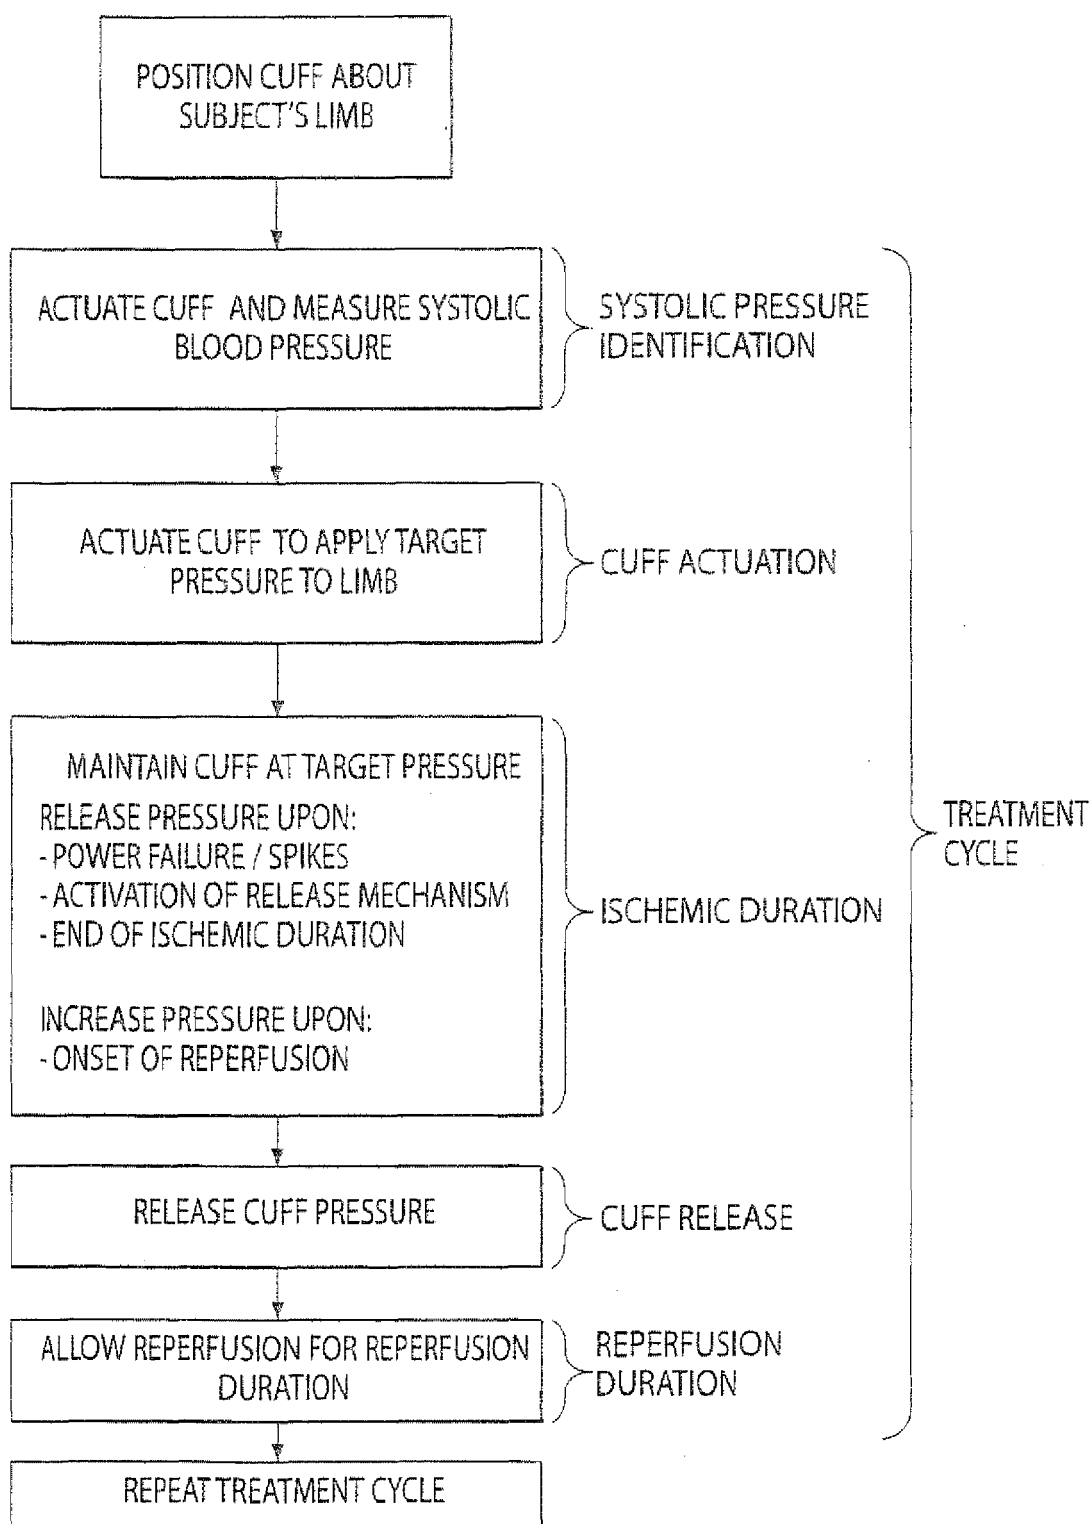 POSITION CUFF ABOUT
SUBJECT'S LIMB
ACTUATE CUFF AND MEASURE SYSTOLIC
BLOOD PRESSURE
SYSTOLIC PRESSURE
IDENTIFICATION
ACTUATE CUFF TO APPLY TARGET
PRESSURE TO LIMB
CUFF ACTUATION
MAINTAIN CUFF AT TARGET PRESSURE
RELEASE PRESSURE UPON:
- POWER FAILURE / SPIKES
- ACTIVATION OF RELEASE MECHANISM
- END OF ISCHEMIC DURATION
INCREASE PRESSURE UPON:
- ONSET OF REPERFUSION
ISCHEMIC DURATION
TREATMENT
CYCLE
RELEASE CUFF PRESSURE
CUFF RELEASE
ALLOW REPERFUSION FOR REPERFUSION
DURATION
REPERFUSION
DURATION
REPEAT TREATMENT CYCLE